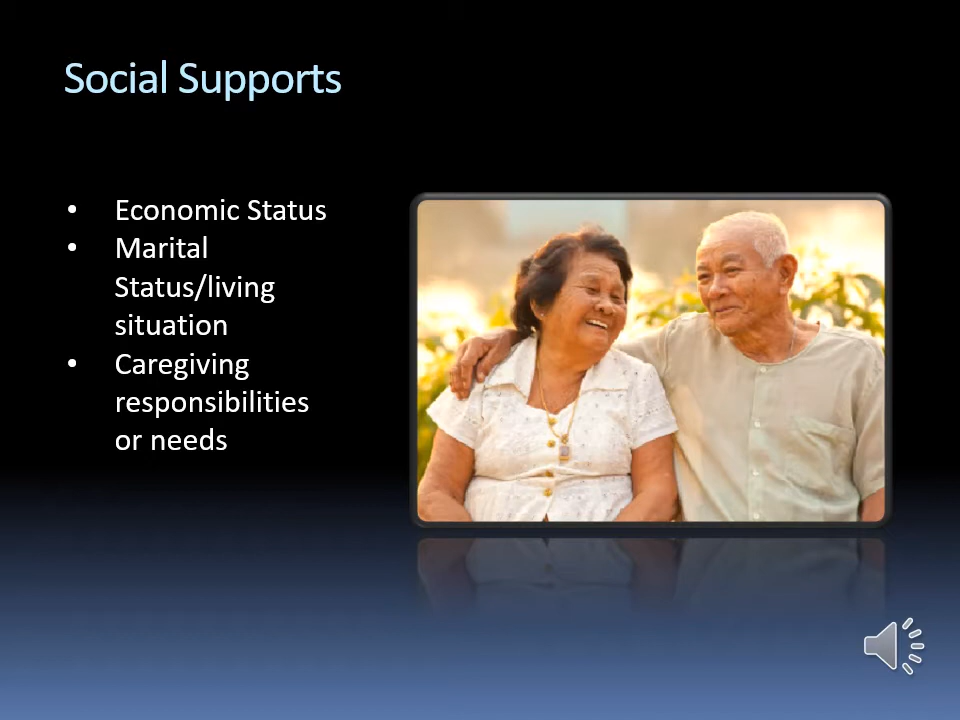 Social Supports
• Economic Status
• Marital
Status/living
situation
• Caregiving
responsibilities
or needs